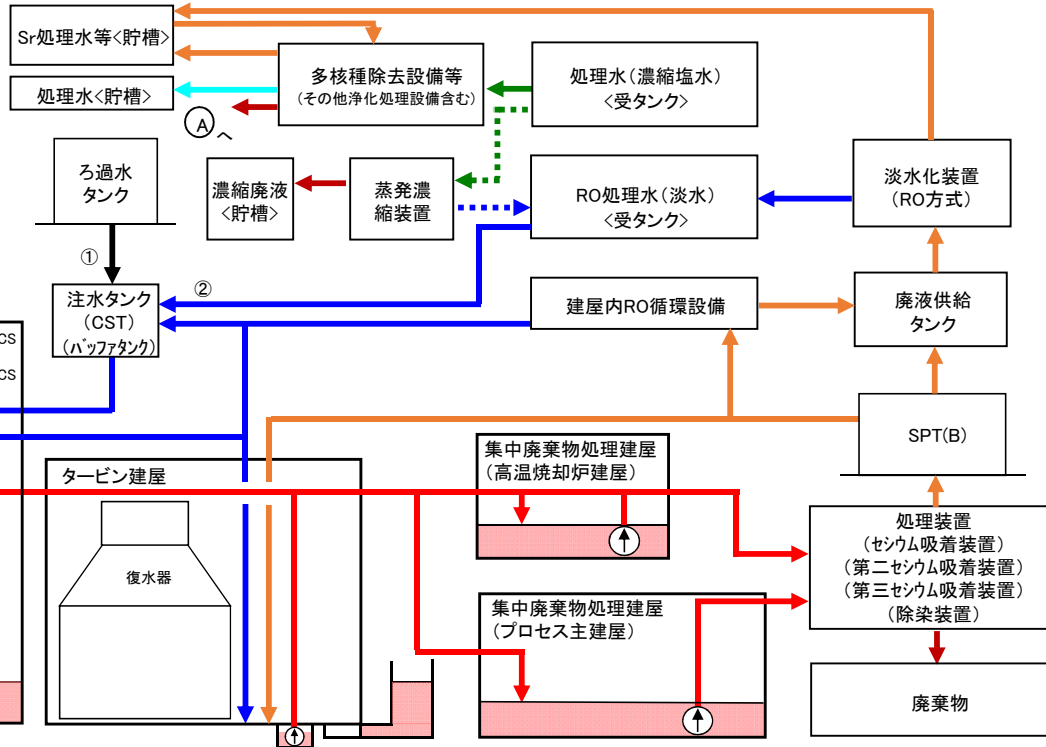 Sr処理水等<貯槽>
処理水<貯槽>
多核種除去設備等
(その他浄化処理設備含む)
処理水(濃縮塩水)
<受タンク>
Aへ
ろ過水
タンク
濃縮廃液
<貯槽>
蒸発濃
縮装置
RO処理水(淡水)
<受タンク>
淡水化装置
(RO方式)
①
②
注水タンク
(CST)
(バッファタンク)
建屋内RO循環設備
廃液供給
タンク
CS
CS
SPT(B)
タービン建屋
集中廃棄物処理建屋
(高温焼却炉建屋)
復水器
集中廃棄物処理建屋
(プロセス主建屋)
処理装置
(セシウム吸着装置)
(第二セシウム吸着装置)
(第三セシウム吸着装置)
(除染装置)
廃棄物